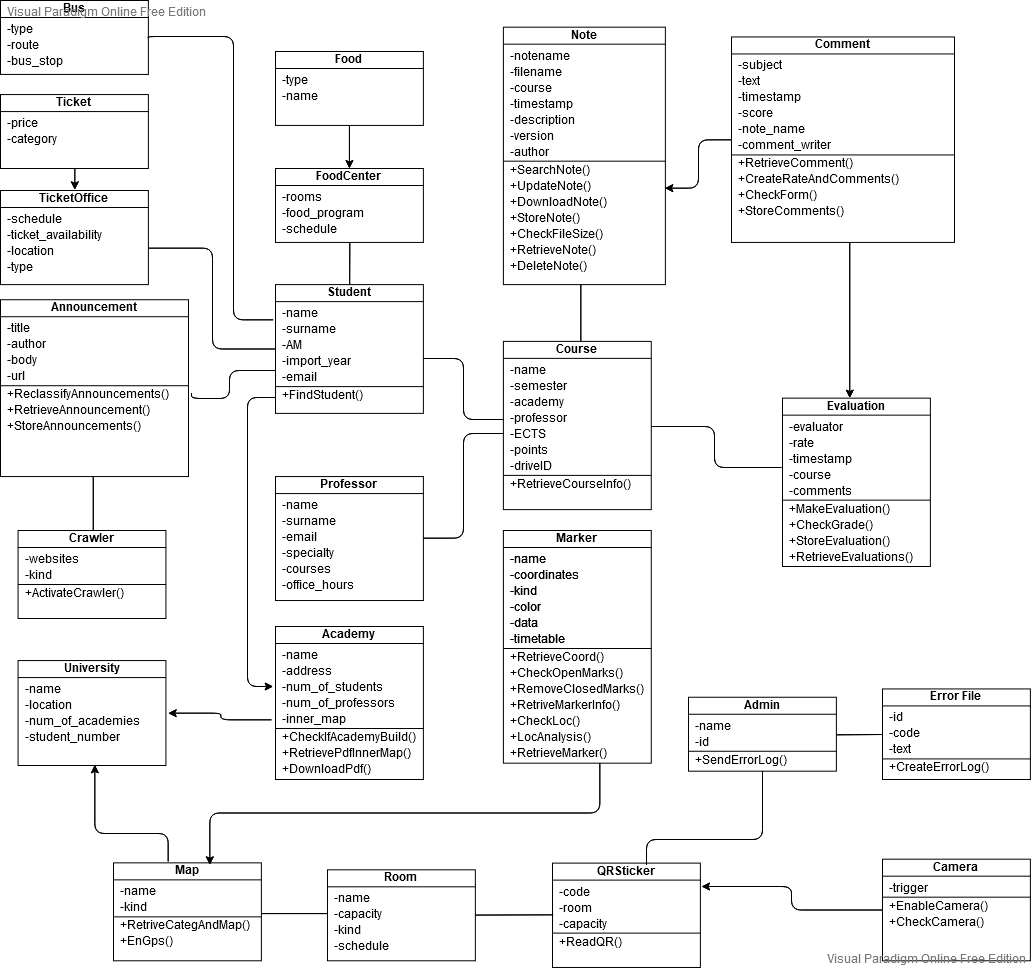 Visual Paradigm Online Free Edition
Bus
-type
-route
-bus_stop
Ticket
-price
-category
TicketOffice
-schedule
-ticket_availability
-location
-type
Announcement
-title
-author
-body
-url
+ReclassifyAnnouncements()
+RetrieveAnnouncement()
+StoreAnnouncements()
Crawler
-websites
-kind
+ActivateCrawler()
University
-name
-location
-num_of_academies
-student_number
Food
-type
-name
FoodCenter
-rooms
-food_program
-schedule
Student
-name
-surname
-AM
-import_year
-email
+FindStudent()
Professor
-name
-surname
-email
-specialty
-courses
-office_hours
Academy
-name
-address
-num_of_students
-num_of_professors
-inner_map
+CheckIfAcademyBuild()
+RetrievePdfInnerMap()
+DownloadPdf()
Note
-notename
-filename
-course
-timestamp
-description
-version
-author
+SearchNote()
+UpdateNote()
+DownloadNote()
+StoreNote()
+CheckFileSize()
+RetrieveNote()
+DeleteNote()
Course
-name
-semester
-academy
-professor
-ECTS
-points
-driveID
+RetrieveCourseInfo()
Marker
-name
-coordinates
-kind
-color
-data
-timetable
+RetrieveCoord()
+CheckOpenMarks()
+RemoveClosedMarks()
+RetriveMarkerInfo()
+CheckLoc()
+LocAnalysis()
+RetrieveMarker()
Comment
-subject
-text
-timestamp
-score
-note_name
-comment_writer
+RetrieveComment()
+CreateRateAndComments()
+CheckForm()
+StoreComments()
Evaluation
-evaluator
-rate
-timestamp
-course
-comments
+MakeEvaluation()
+CheckGrade()
+StoreEvaluation()
+RetrieveEvaluations()
Admin
-name
-id
+SendErrorLog()
Error File
-id
-code
-text
+CreateErrorLog()
Map
-name
-kind
+RetriveCategAndMap()
+EnGps()
Room
-name
-capacity
-kind
-schedule
QRSticker
-code
-room
-capacity
+ReadQR()
Camera
-trigger
+EnableCamera()
+CheckCamera()
Visual Paradigm Online Free Edition